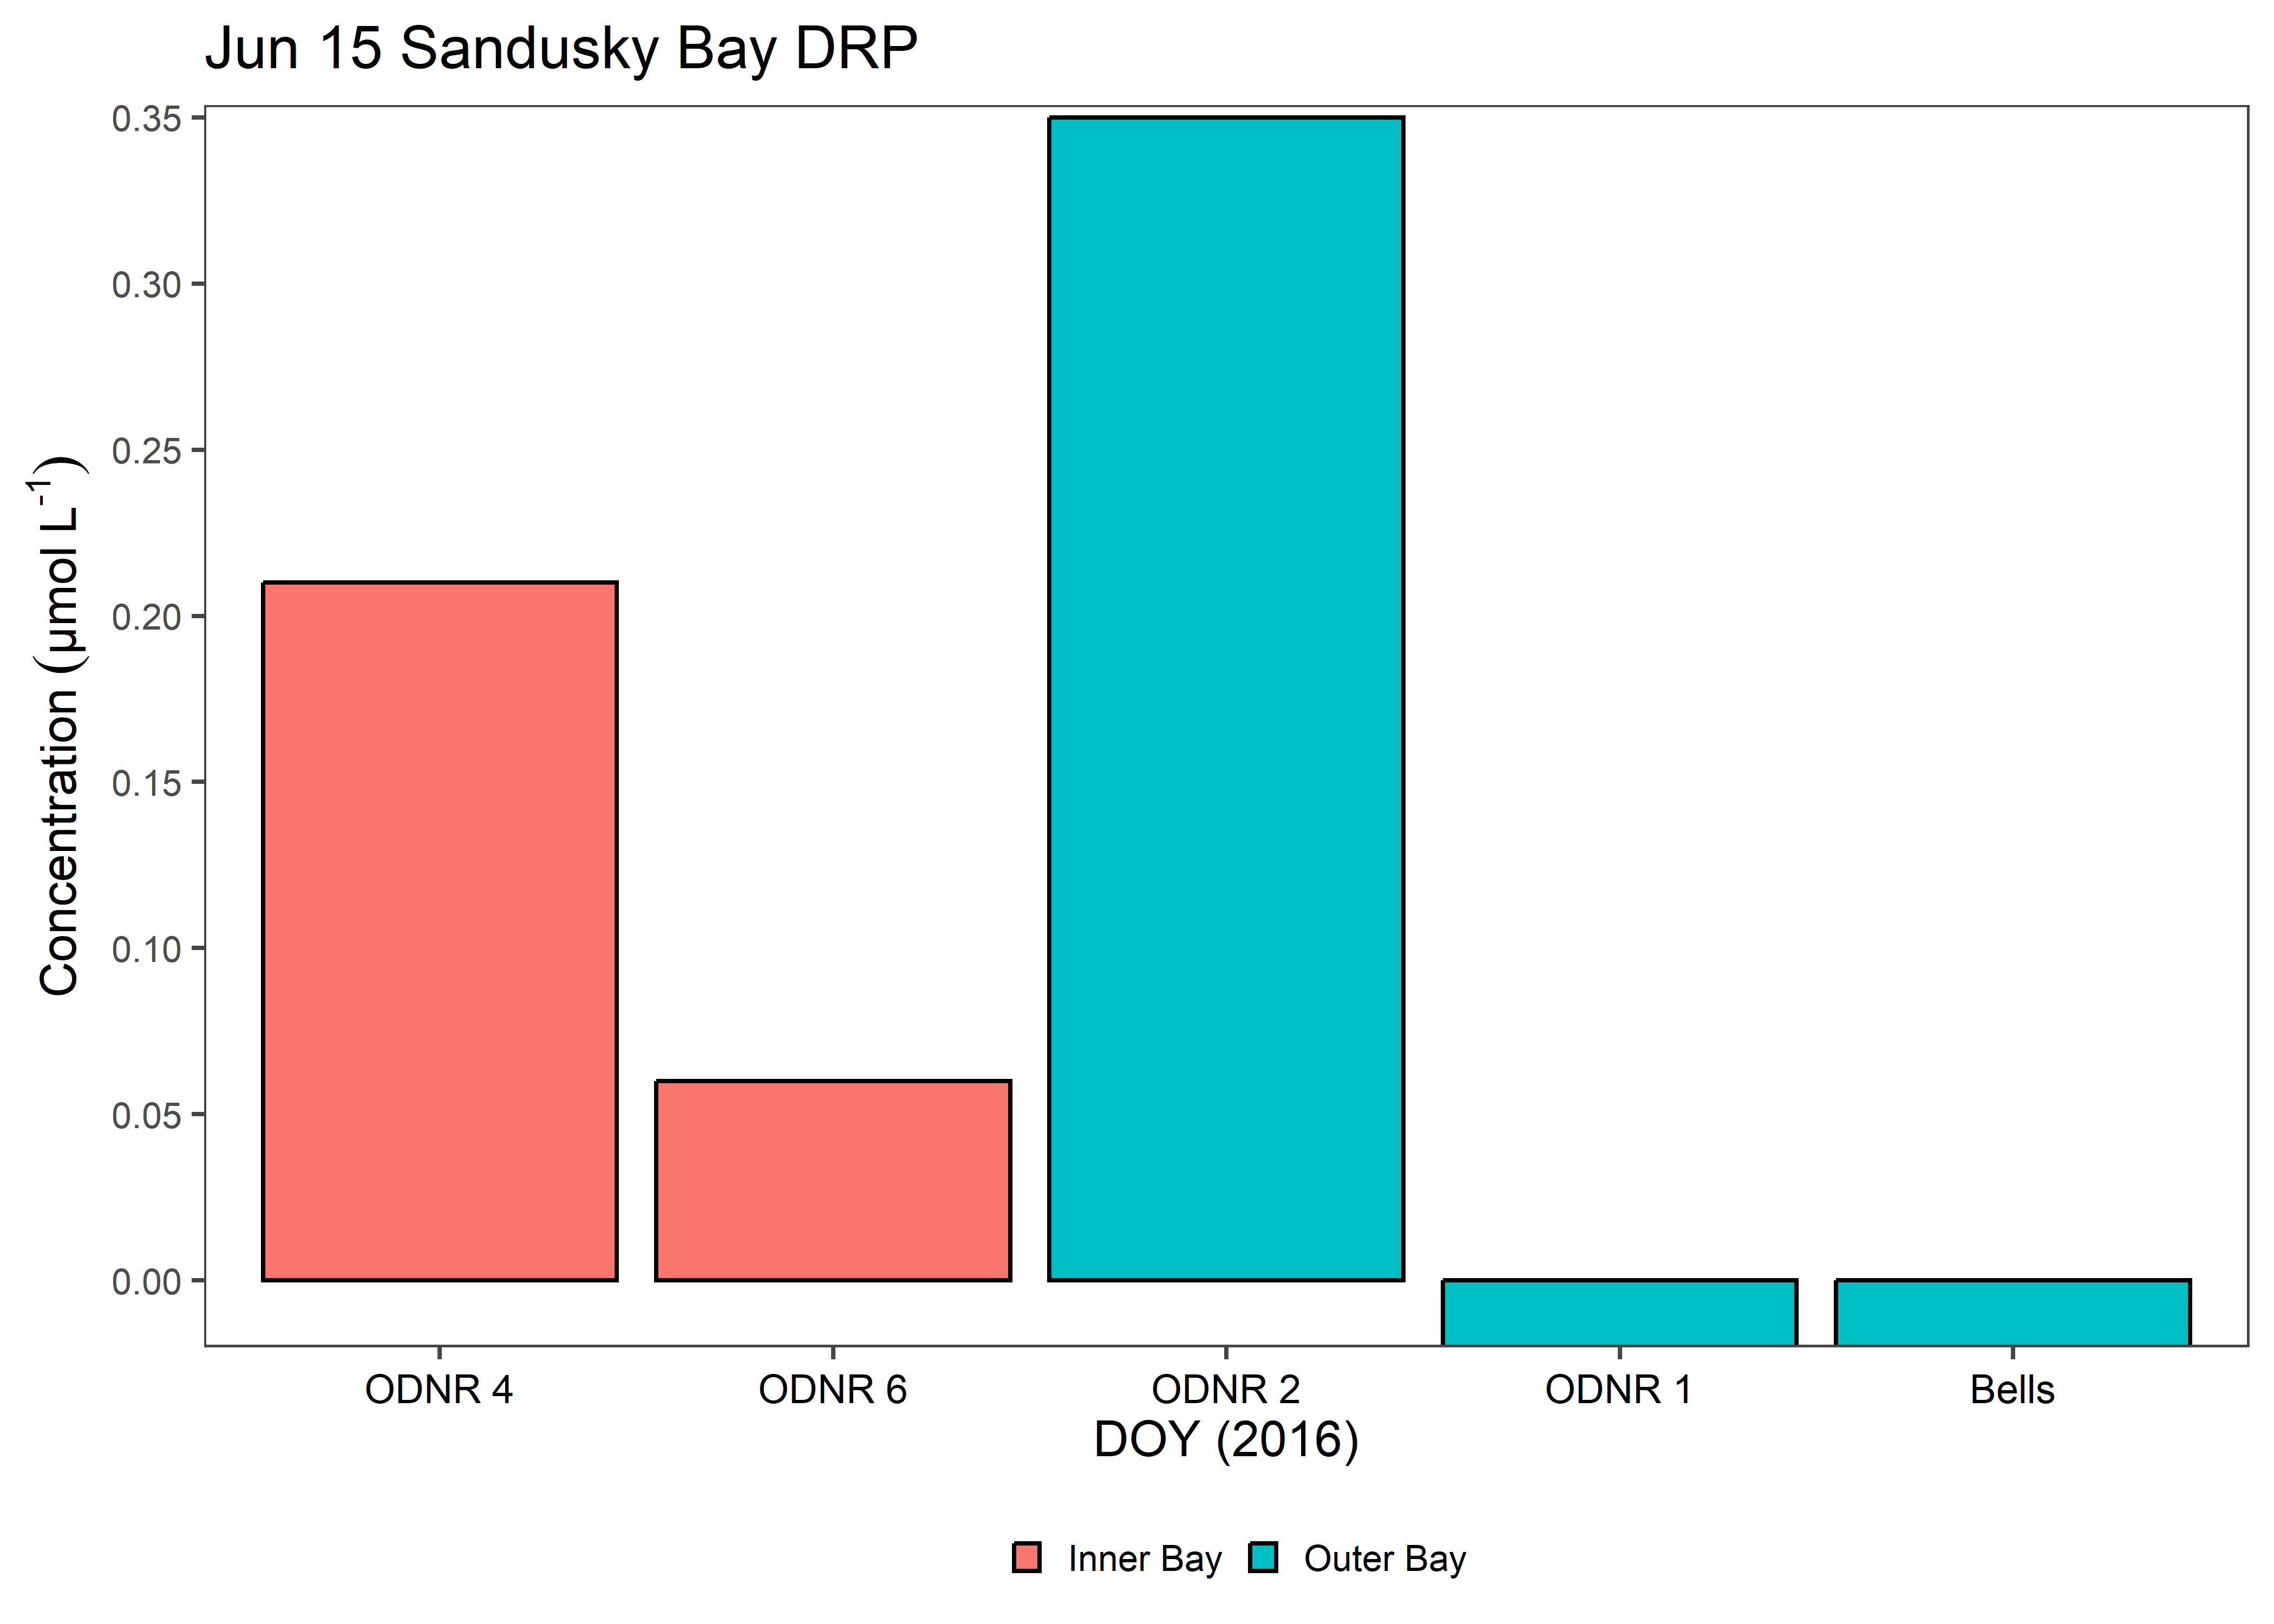 Jun 15 Sandusky Bay DRP
Concentration (µmol L⁻¹)
0.35
0.30
0.25
0.20
0.15
0.10
0.05
0.00
ODNR 4 ODNR 6 ODNR 2 ODNR 1 Bells
DOY (2016)
Inner Bay Outer Bay